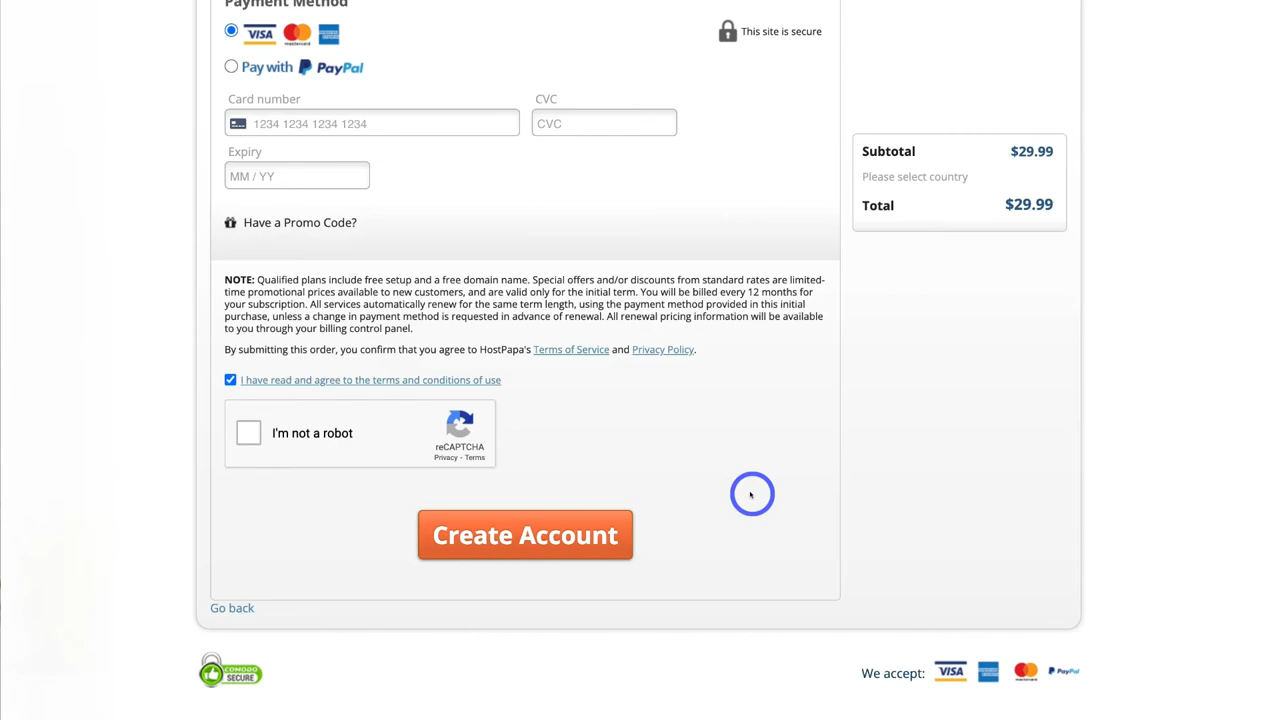 Payment Method
VISA mastercard
This site is secure
Pay with PayPal
Card number
CVC
1234 1234 1234 1234
CVC
Expiry
MM / YY
Have a Promo Code?
Subtotal $29.99
Please select country
Total $29.99
NOTE: Qualified plans include free setup and a free domain name. Special offers and/or discounts from standard rates are limited-
time promotional prices available to new customers, and are valid only for the initial term. You will be billed every 12 months for
your subscription. All services automatically renew for the same term length, using the payment method provided in this initial
purchase, unless a change in payment method is requested in advance of renewal. All renewal pricing information will be available
to you through your billing control panel.
By submitting this order, you confirm that you agree to HostPapa's Terms of Service and Privacy Policy.
I have read and agree to the terms and conditions of use
I'm not a robot
reCAPTCHA
Privacy - Terms
Create Account
Go back
COMODO
SECURE
We accept: VISA PayPal